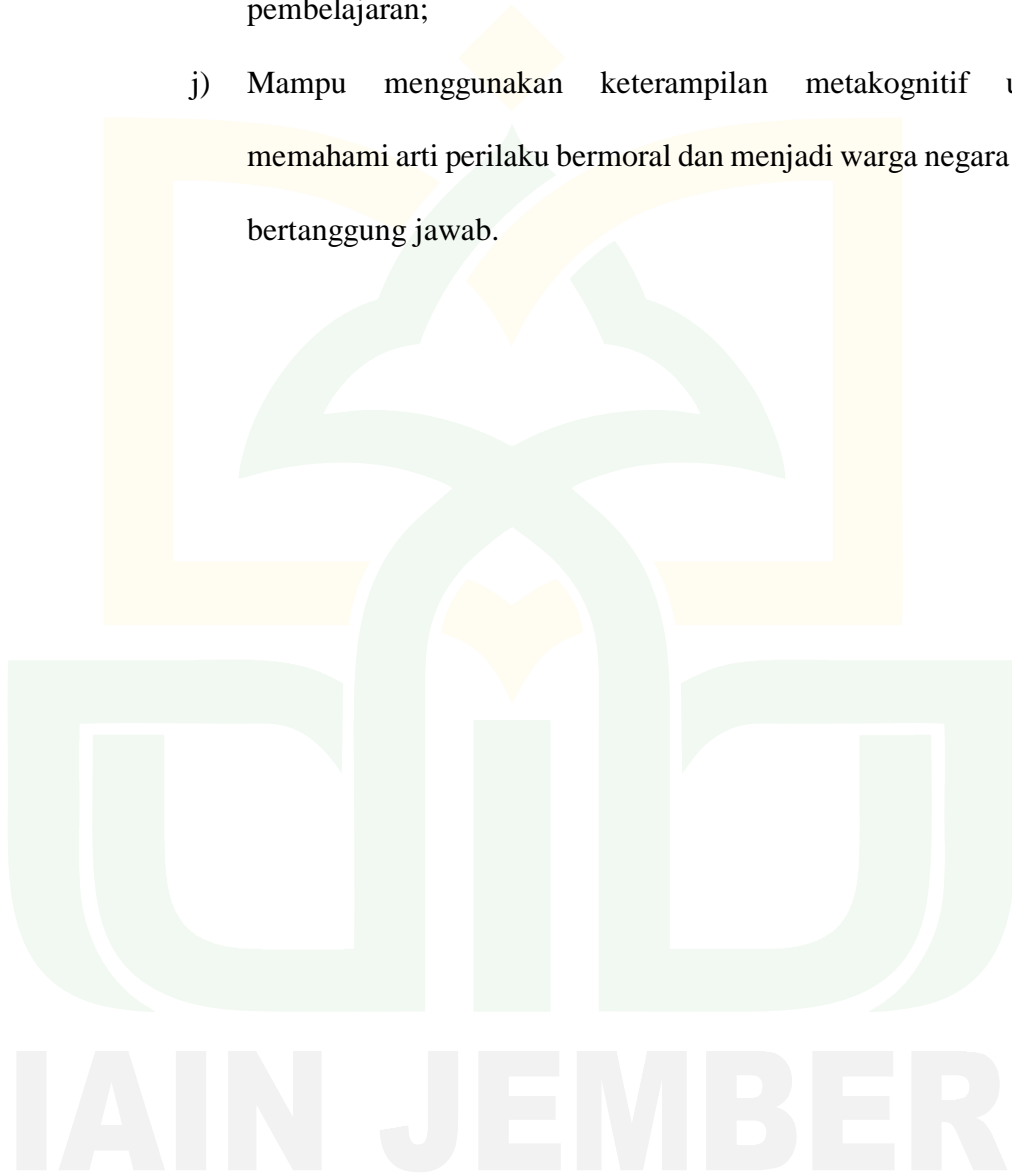 pembelajaran;
j) Mampu menggunakan keterampilan metakognitif
memahami arti perilaku bermoral dan menjadi warga negara
bertanggung jawab.
IAIN JEMBER